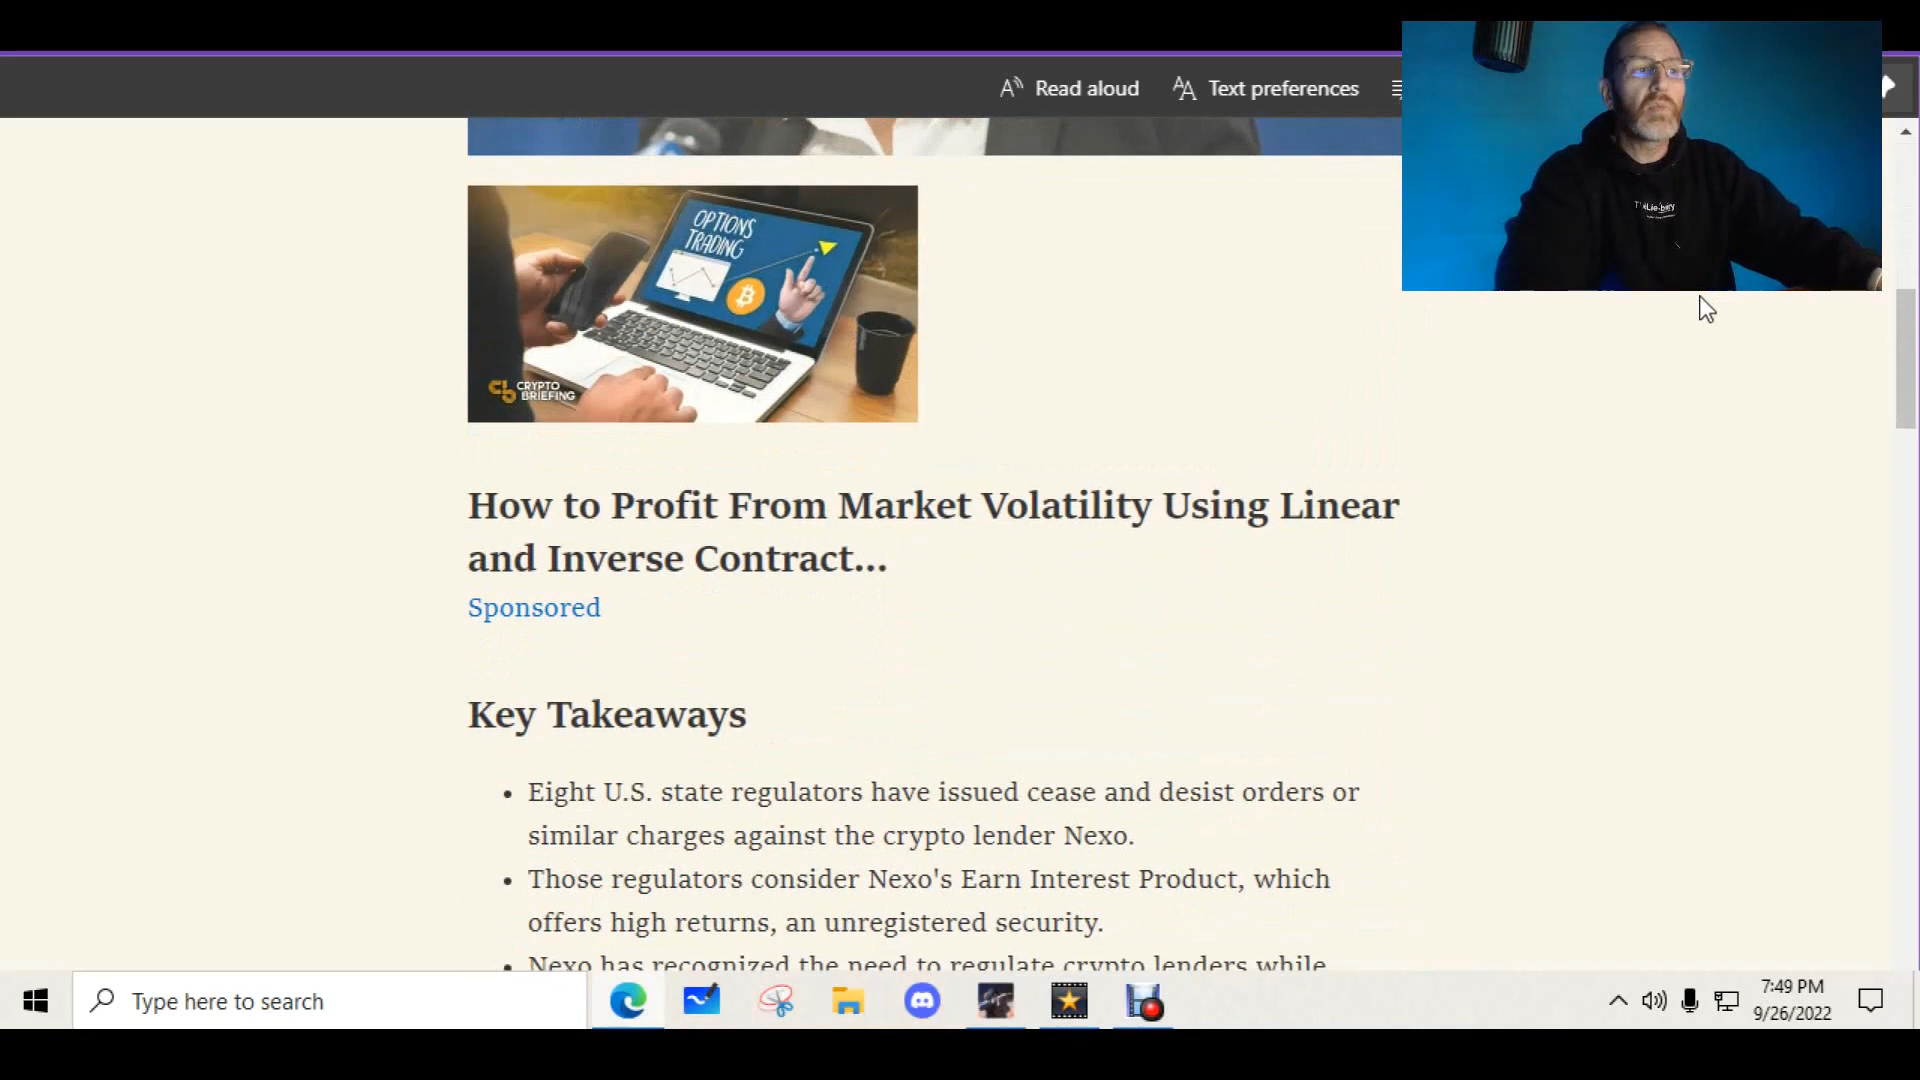 Read aloud
Text preferences
OPTIONS
TRADING
CRYPTO
BRIEFING
How to Profit From Market Volatility Using Linear
and Inverse Contract...
Sponsored
Key Takeaways
• Eight U.S. state regulators have issued cease and desist orders or
similar charges against the crypto lender Nexo.
• Those regulators consider Nexo's Earn Interest Product, which
offers high returns, an unregistered security.
• Nexo has recognized the need to regulate crypto lenders while
Type here to search
7:49 PM
9/26/2022